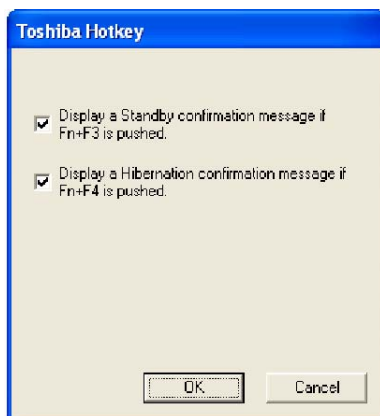 Toshiba Hotkey
Display a Standby confirmation message if
Fn+F3 is pushed.
Display a Hibernation confirmation message if
Fn+F4 is pushed.
OK
Cancel